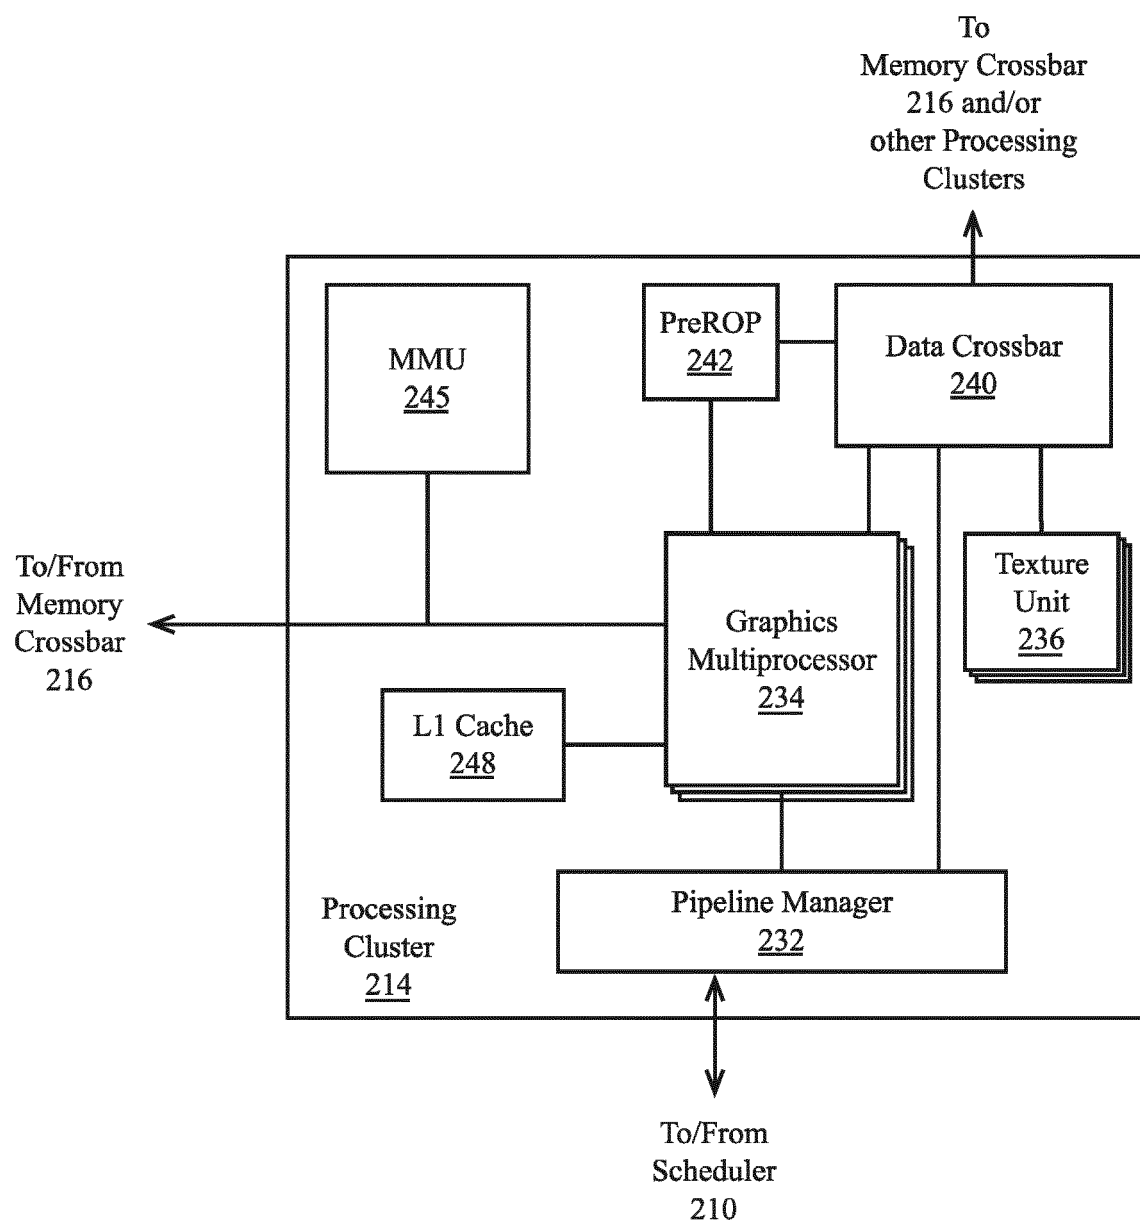 To
Memory Crossbar
216 and/or
other Processing
Clusters
MMU
245
PreROP
242
Data Crossbar
240
To/From
Memory
Crossbar
216
Graphics
Multiprocessor
234
Texture
Unit
236
L1 Cache
248
Pipeline Manager
232
Processing
Cluster
214
To/From
Scheduler
210